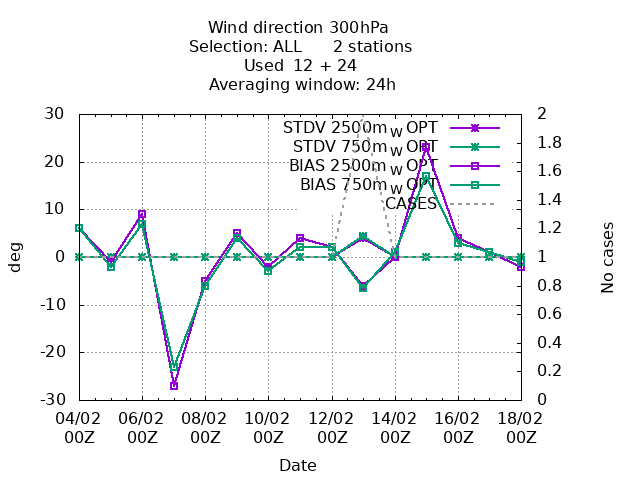 Wind direction 300hPa
Selection: ALL 2 stations
Used 12 + 24
Averaging window: 24h
30
20
10
0
-10
-20
-30
deg
STDV 2500m_w OPT
STDV 750m_w OPT
BIAS 2500m_w OPT
BIAS 750m_w OPT
CASES
2
1.8
1.6
1.4
1.2
1
0.8
0.6
0.4
0.2
0
No cases
04/02 06/02 08/02 10/02 12/02 14/02 16/02 18/02
00Z 00Z 00Z 00Z 00Z 00Z 00Z 00Z
Date